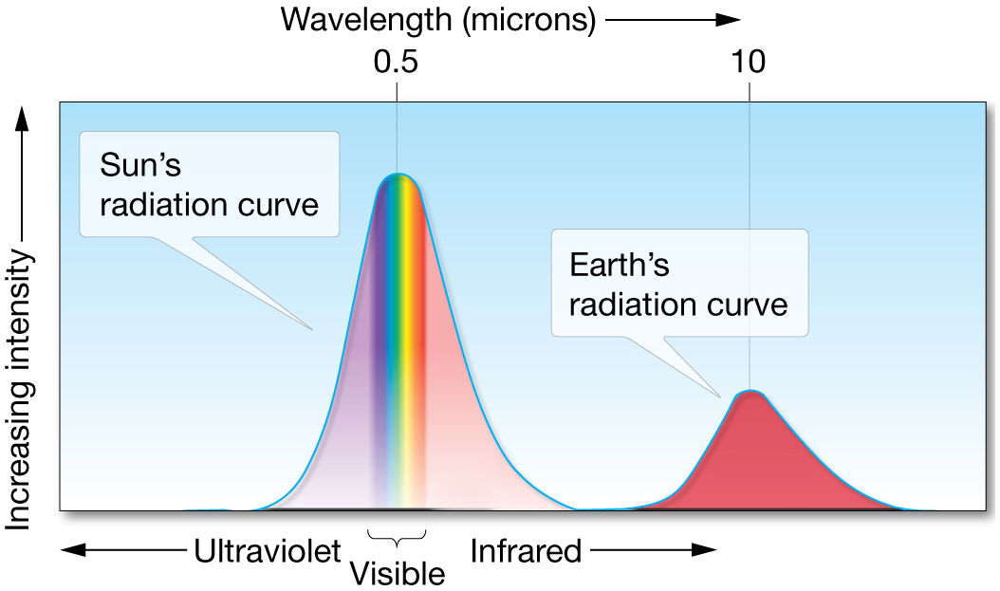 Wavelength (microns)
0.5
10
Increasing intensity
Sun's
radiation curve
Earth's
radiation curve
Ultraviolet
Visible
Infrared